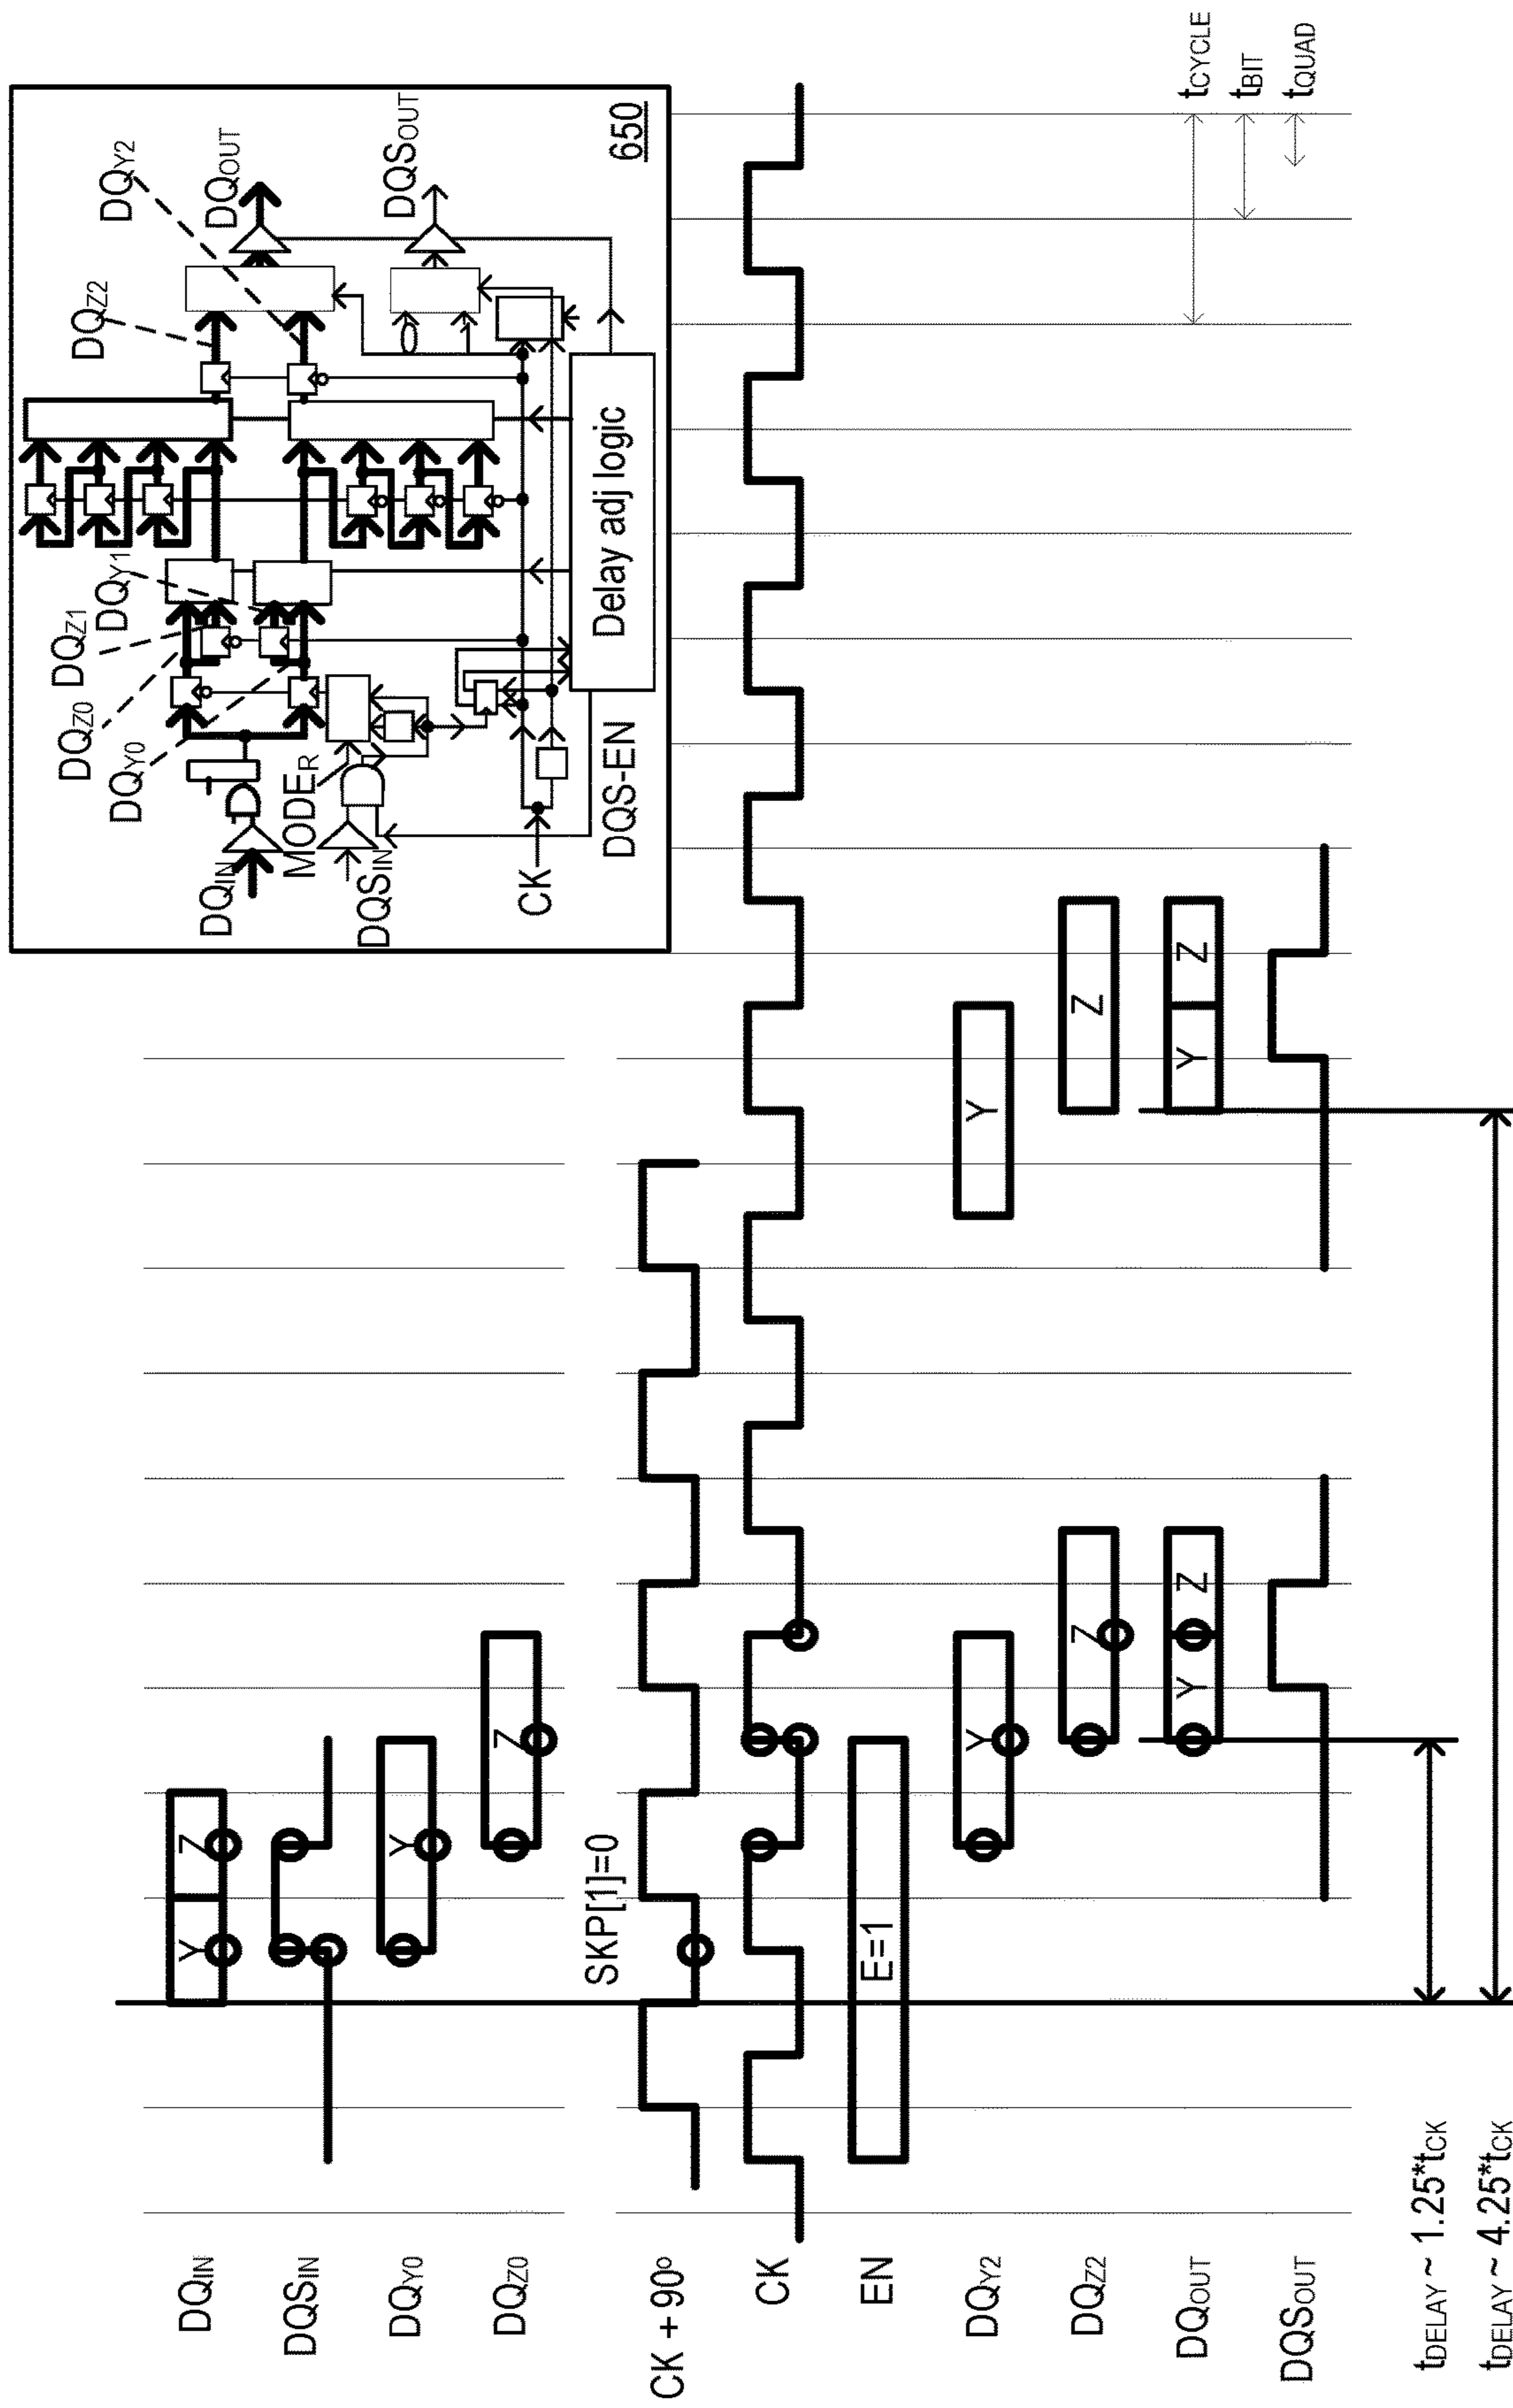 DQIN
DQSIN
DQY0
DQZ0
CK + 90°
CK
EN
DQY2
DQZ2
DQOUT
DQSOUT
tDELAY ~ 1.25*tCK
tDELAY ~ 4.25*tCK
Y Z
Y
Z
SKP[1]=0
E=1
Y
Z
Y Z
Y
Z
Y Z
tCYCLE
tBIT
tQUAD
DQY0
DQZ0
DQZ1
DQY1
DQZ2
DQY2
DQIN
MODER
DQSIN
CK
DQS-EN
Delay adj logic
DQOUT
DQSOUT
650